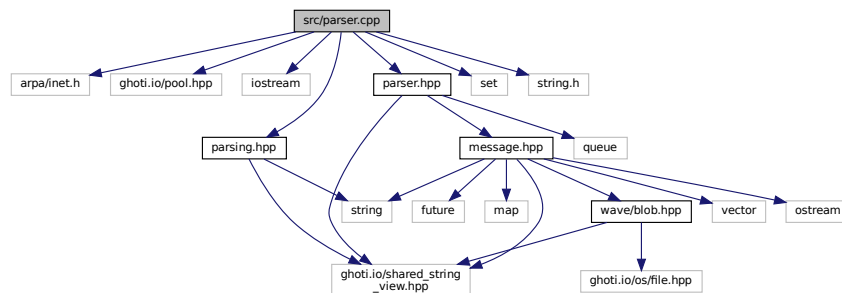 src/parser.cpp
arpa/inet.h
ghoti.io/pool.hpp
iostream
parser.hpp
set
string.h
parsing.hpp
message.hpp
queue
string
future
map
wave/blob.hpp
vector
ostream
ghoti.io/shared_string
_view.hpp
ghoti.io/os/file.hpp